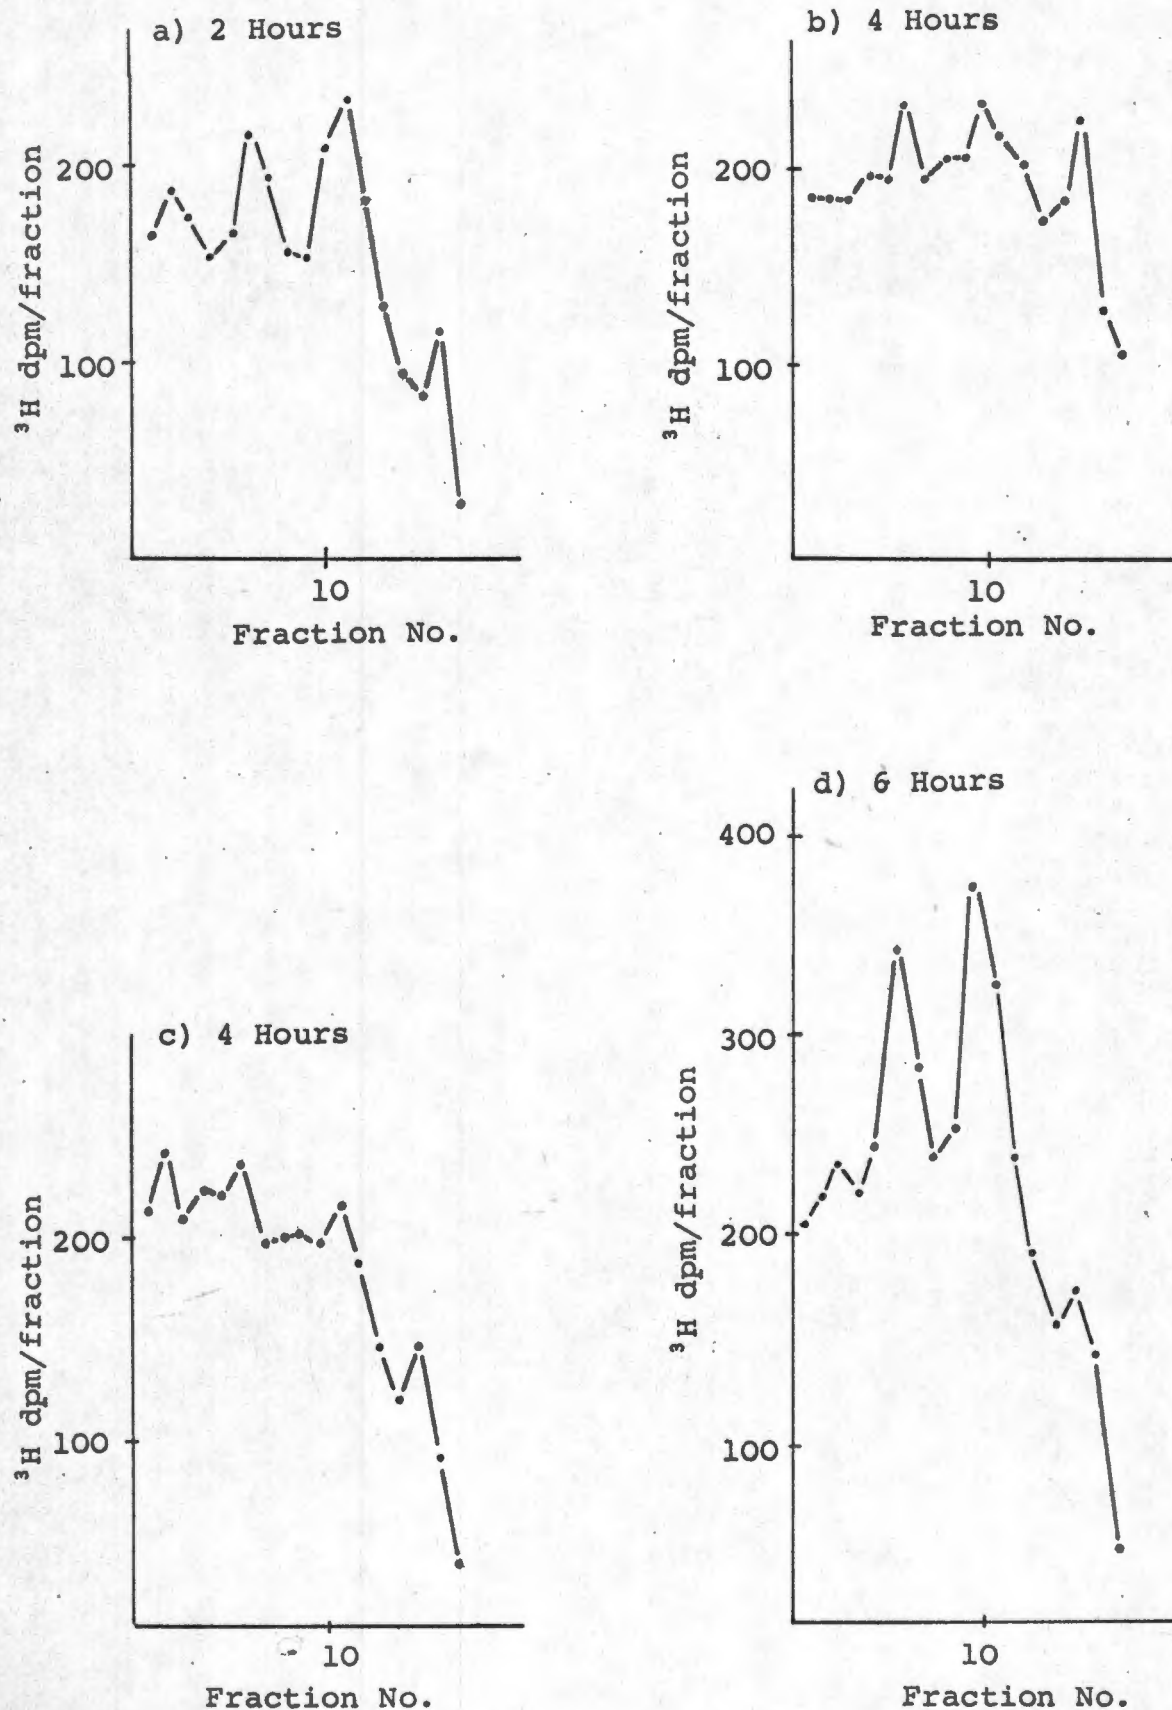 a) 2 Hours
200
100
³H dpm/fraction
10
Fraction No.
b) 4 Hours
200
100
³H dpm/fraction
10
Fraction No.
c) 4 Hours
200
100
³H dpm/fraction
10
Fraction No.
d) 6 Hours
400
300
200
100
³H dpm/fraction
10
Fraction No.